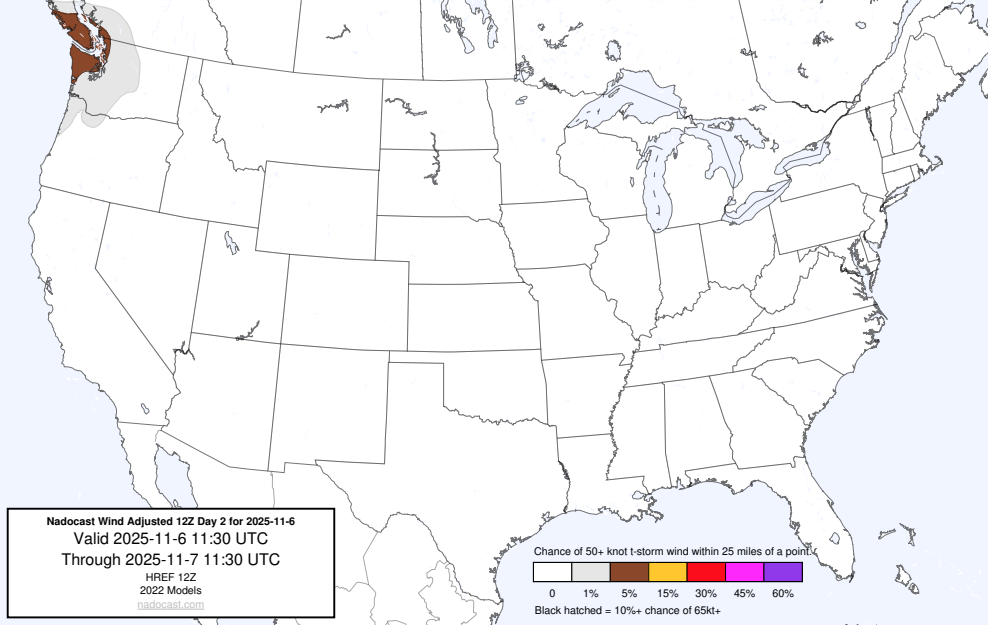 Nadocast Wind Adjusted 12Z Day 2 for 2025-11-6
Valid 2025-11-6 11:30 UTC
Through 2025-11-7 11:30 UTC
HREF 12Z
2022 Models
nadocast.com
Chance of 50+ knot t-storm wind within 25 miles of a point.
0 1% 5% 15% 30% 45% 60%
Black hatched = 10%+ chance of 65kt+